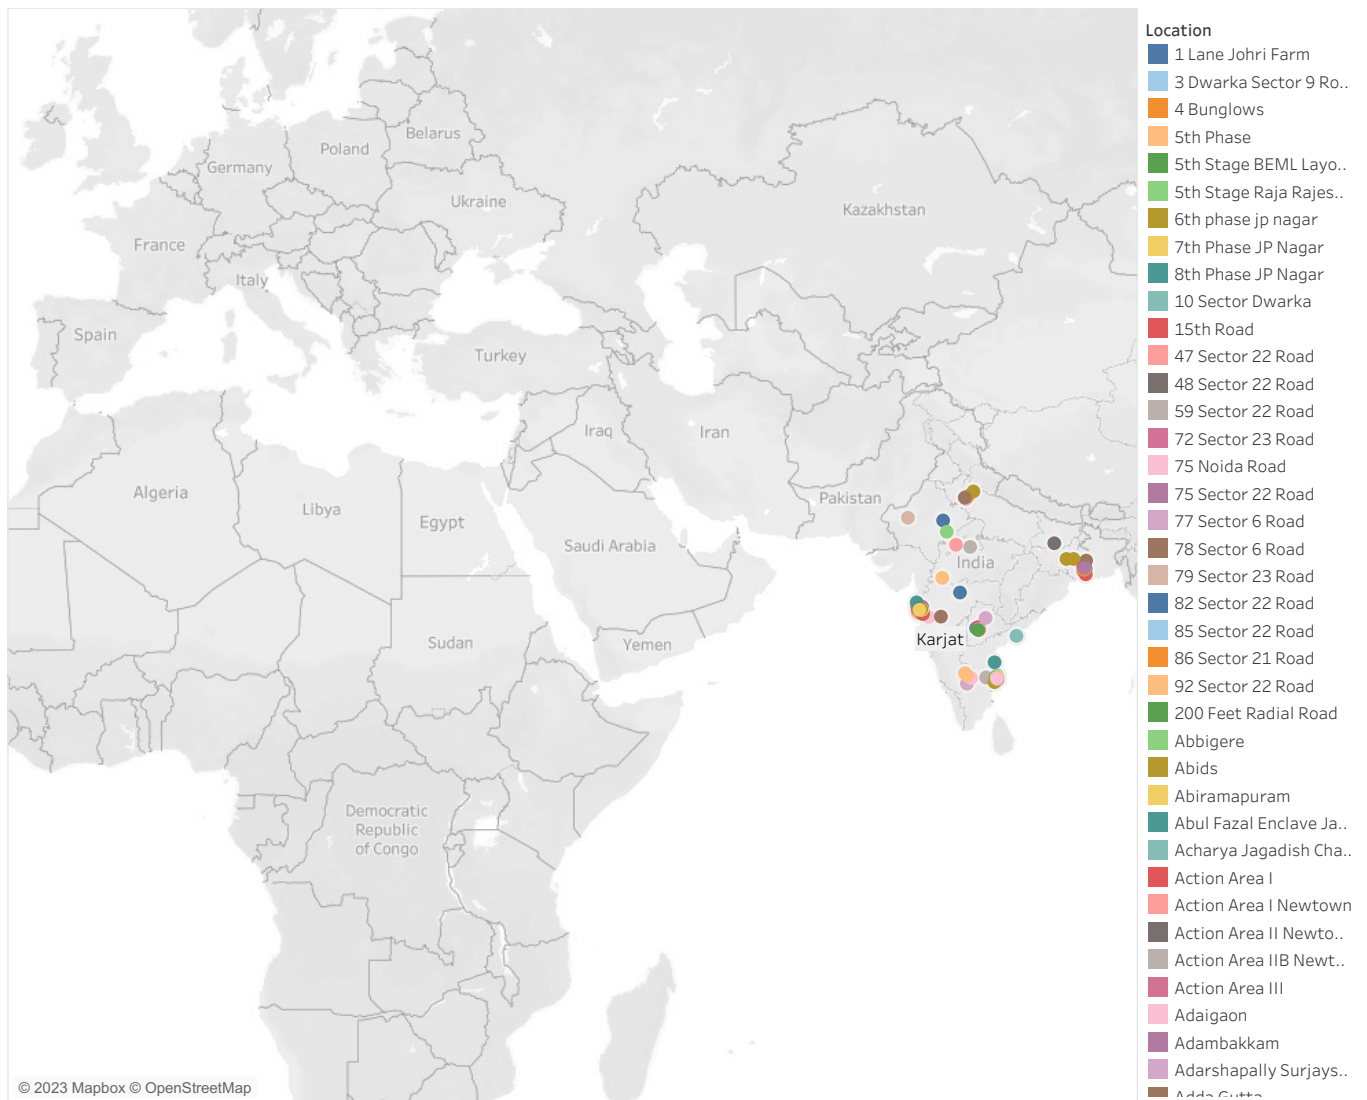 Belarus
Poland
Germany
Ukraine
Kazakhstan
France
Italy
Spain
Turkey
Iraq
Iran
Algeria
Pakistan
Libya
Egypt
Saudi Arabia
India
Karjat
Sudan
Yemen
Democratic
Republic
of Congo
© 2023 Mapbox © OpenStreetMap
Location
1 Lane Johri Farm
3 Dwarka Sector 9 Ro..
4 Bunglows
5th Phase
5th Stage BEML Layo..
5th Stage Raja Rajes..
6th phase jp nagar
7th Phase JP Nagar
8th Phase JP Nagar
10 Sector Dwarka
15th Road
47 Sector 22 Road
48 Sector 22 Road
59 Sector 22 Road
72 Sector 23 Road
75 Noida Road
75 Sector 22 Road
77 Sector 6 Road
78 Sector 6 Road
79 Sector 23 Road
82 Sector 22 Road
85 Sector 22 Road
86 Sector 21 Road
92 Sector 22 Road
200 Feet Radial Road
Abbigere
Abids
Abiramapuram
Abul Fazal Enclave Ja..
Acharya Jagadish Cha..
Action Area I
Action Area I Newtown
Action Area II Newto..
Action Area IIB Newt..
Action Area III
Adaigaon
Adambakkam
Adarshapally Surjays..
Adda Gutta